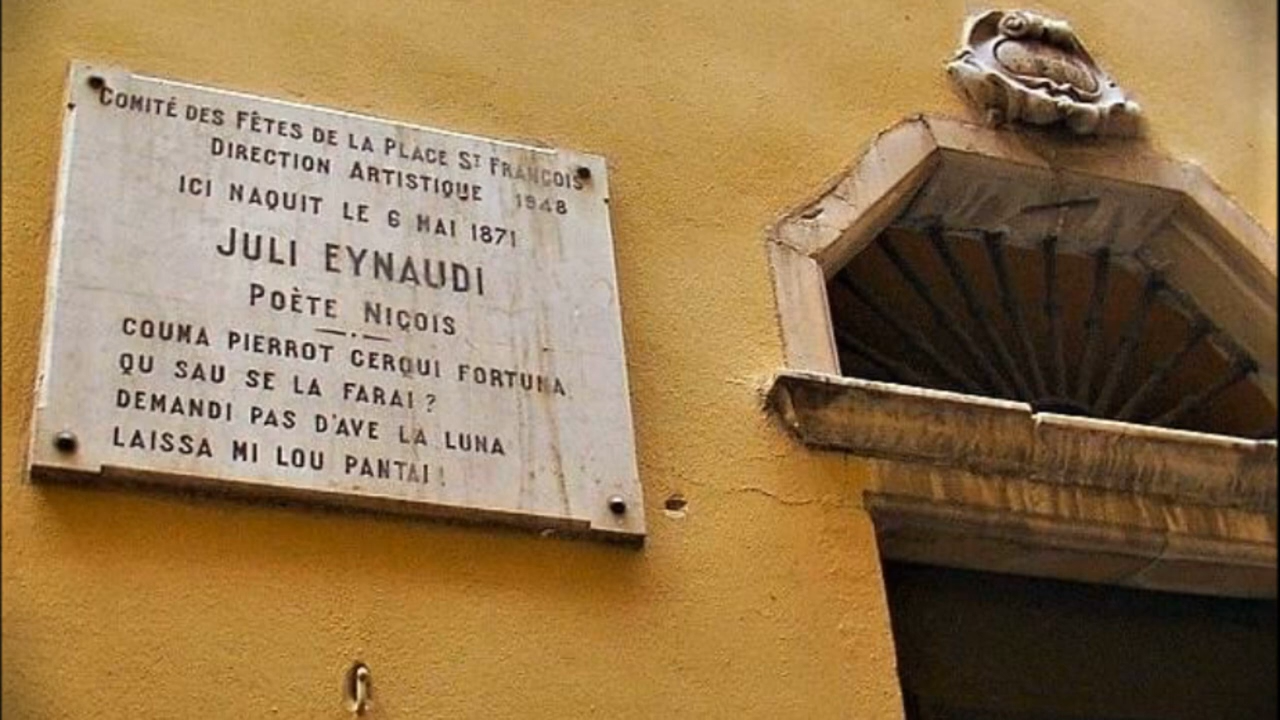 COMITÉ DES FÊTES DE LA PLACE ST FRANÇOIS
DIRECTION ARTISTIQUE 1948
ICI NAQUIT LE 6 MAI 1871
JULI EYNAUDI
POÈTE NIÇOIS
COUMA PIERROT CERQUI FORTUNA
QU SAU SE LA FARAI ?
DEMANDI PAS D'AVE LA LUNA
LAISSA MI LOU PANTAI !